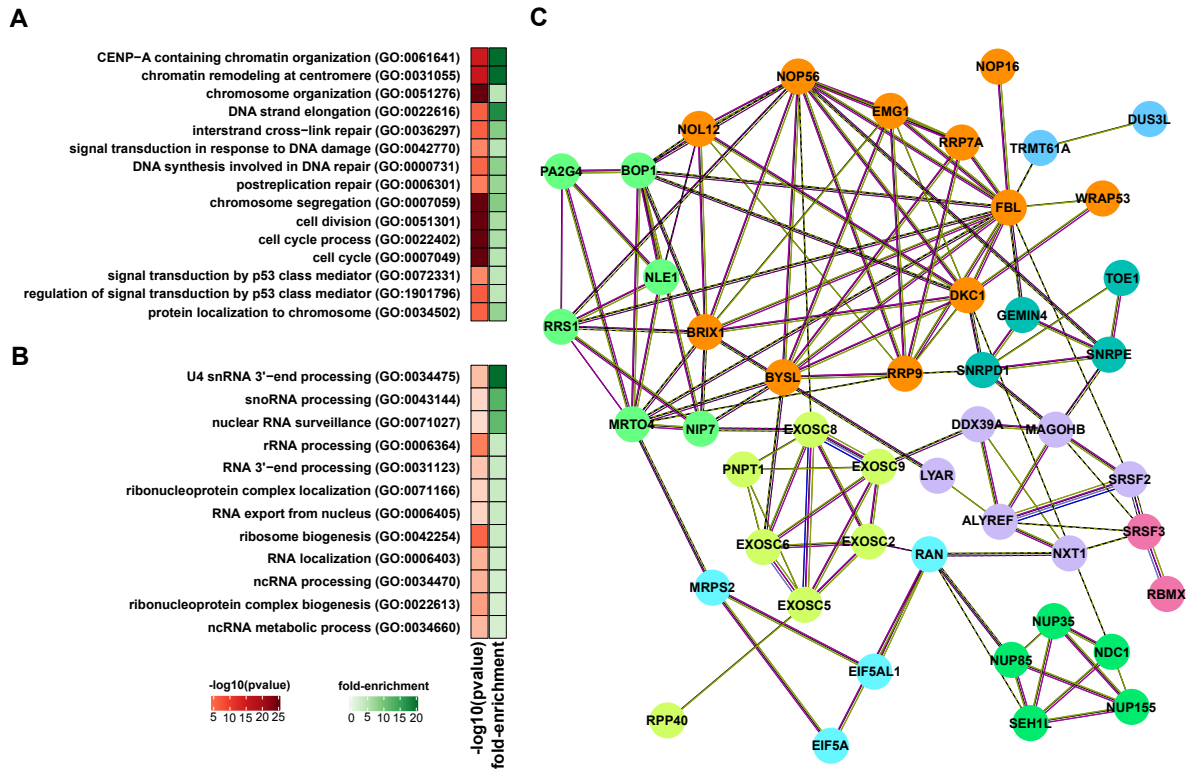 A
CENP−A containing chromatin organization (GO:0061641)
chromatin remodeling at centromere (GO:0031055)
chromosome organization (GO:0051276)
DNA strand elongation (GO:0022616)
interstrand cross−link repair (GO:0036297)
signal transduction in response to DNA damage (GO:0042770)
DNA synthesis involved in DNA repair (GO:0000731)
postreplication repair (GO:0006301)
chromosome segregation (GO:0007059)
cell division (GO:0051301)
cell cycle process (GO:0022402)
cell cycle (GO:0007049)
signal transduction by p53 class mediator (GO:0072331)
regulation of signal transduction by p53 class mediator (GO:1901796)
protein localization to chromosome (GO:0034502)
B
U4 snRNA 3'−end processing (GO:0034475)
snoRNA processing (GO:0043144)
nuclear RNA surveillance (GO:0071027)
rRNA processing (GO:0006364)
RNA 3'−end processing (GO:0031123)
ribonucleoprotein complex localization (GO:0071166)
RNA export from nucleus (GO:0006405)
ribosome biogenesis (GO:0042254)
RNA localization (GO:0006403)
ncRNA processing (GO:0034470)
ribonucleoprotein complex biogenesis (GO:0022613)
ncRNA metabolic process (GO:0034660)
-log10(pvalue)
fold-enrichment
-log10(pvalue)
5 10 15 20 25
fold-enrichment
0 5 10 15 20
C
NOP16
NOP56
EMG1
DUS3L
NOL12
RRP7A
TRMT61A
PA2G4
BOP1
WRAP53
FBL
NLE1
TOE1
DKC1
GEMIN4
RRS1
BRIX1
SNRPE
BYSL
RRP9
SNRPD1
MRTO4
NIP7
EXOSC8
DDX39A
MAGOHB
PNPT1
EXOSC9
LYAR
SRSF2
ALYREF
SRSF3
EXOSC6
EXOSC2
RAN
NXT1
MRPS2
RBMX
EXOSC5
NUP35
NDC1
NUP85
EIF5AL1
NUP155
RPP40
SEH1L
EIF5A